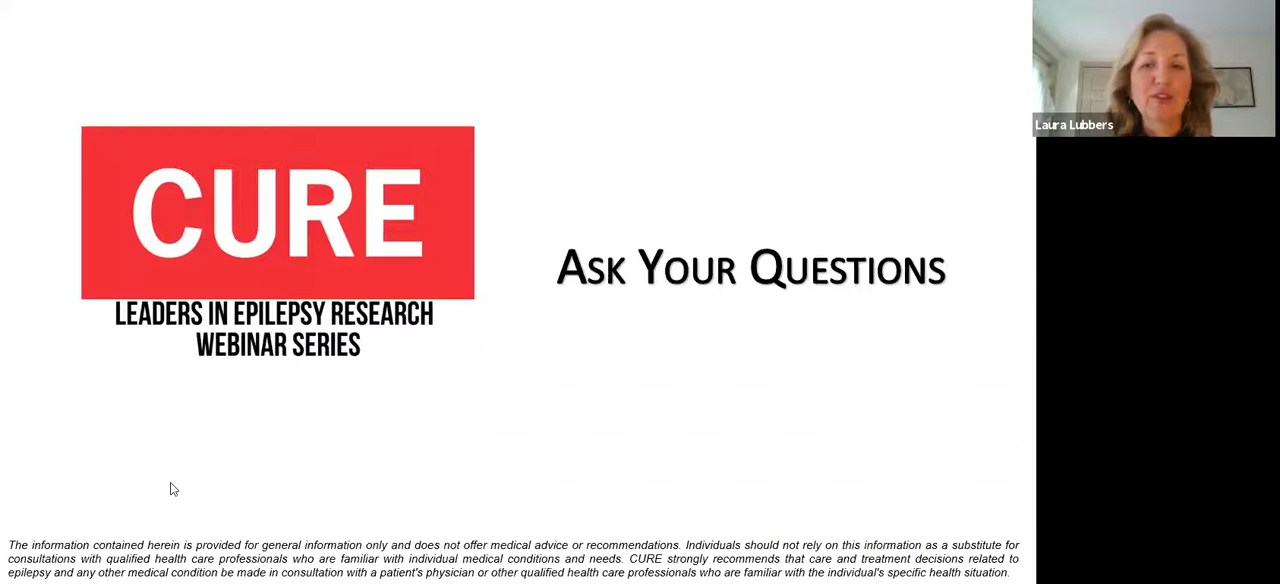 CURE
LEADERS IN EPILEPSY RESEARCH
WEBINAR SERIES
ASK YOUR QUESTIONS
Laura Lubbers
The information contained herein is provided for general information only and does not offer medical advice or recommendations. Individuals should not rely on this information as a substitute for
consultations with qualified health care professionals who are familiar with individual medical conditions and needs. CURE strongly recommends that care and treatment decisions related to
epilepsy and any other medical condition be made in consultation with a patient's physician or other qualified health care professionals who are familiar with the individual's specific health situation.